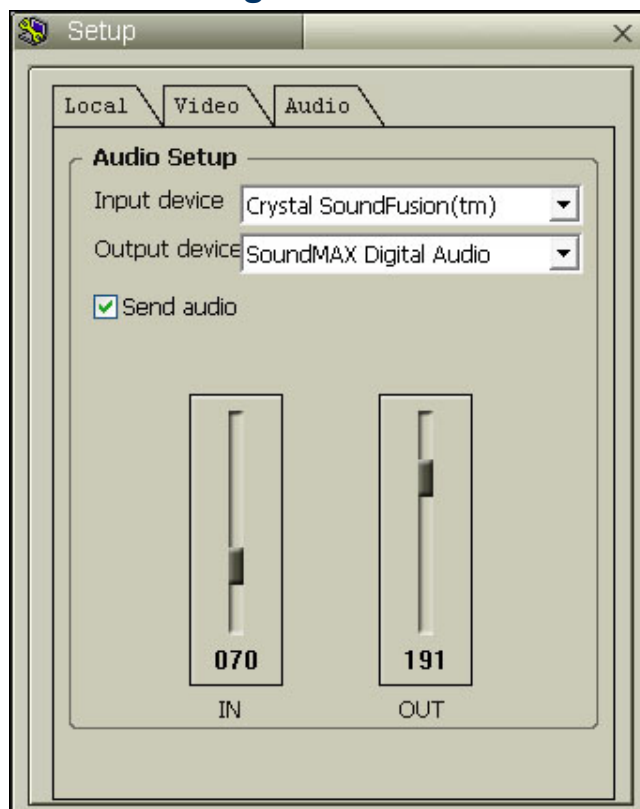 Setup
Local Video Audio
Audio Setup
Input device Crystal SoundFusion(tm)
Output device SoundMAX Digital Audio
Send audio
070 191
IN OUT